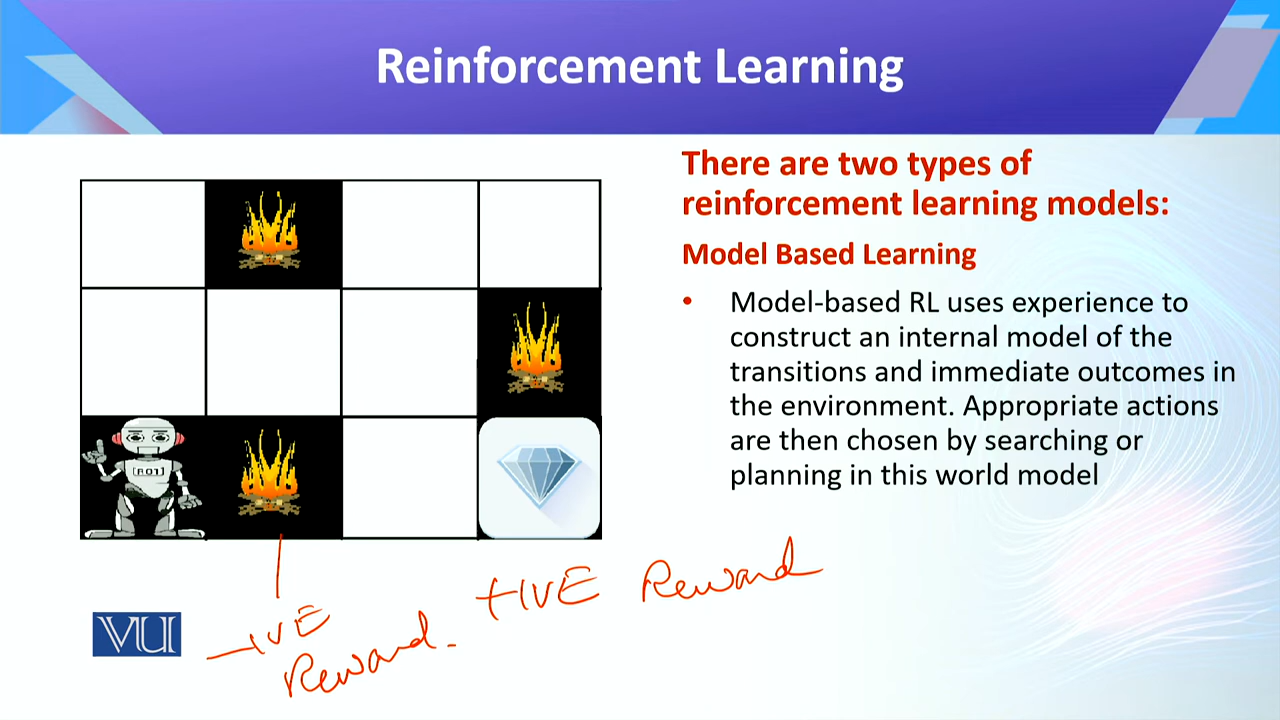 Reinforcement Learning
There are two types of
reinforcement learning models:
Model Based Learning
• Model-based RL uses experience to
construct an internal model of the
transitions and immediate outcomes in
the environment. Appropriate actions
are then chosen by searching or
planning in this world model
+IVE Reward
-IVE
Reward.
VU